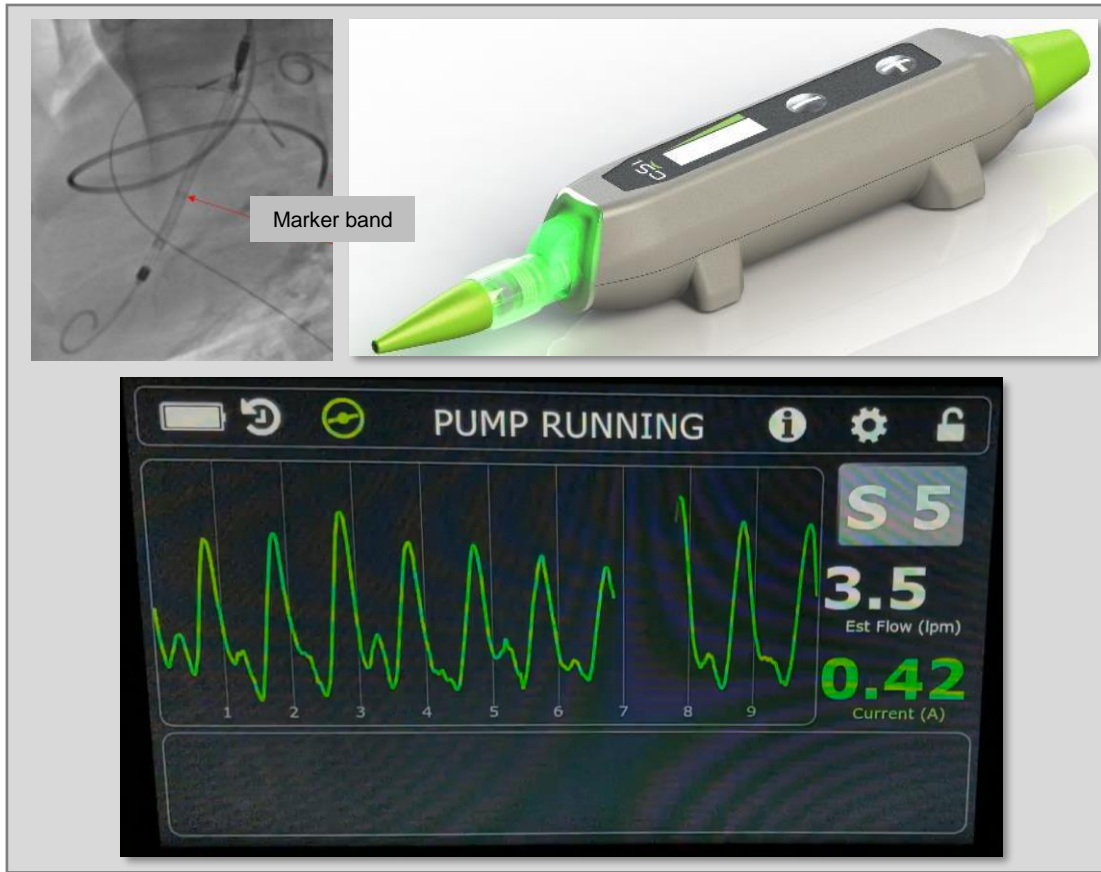 Marker band
CSi
PUMP RUNNING
S 5
3.5
Est Flow (lpm)
0.42
Current (A)
1 2 3 4 5 6 7 8 9